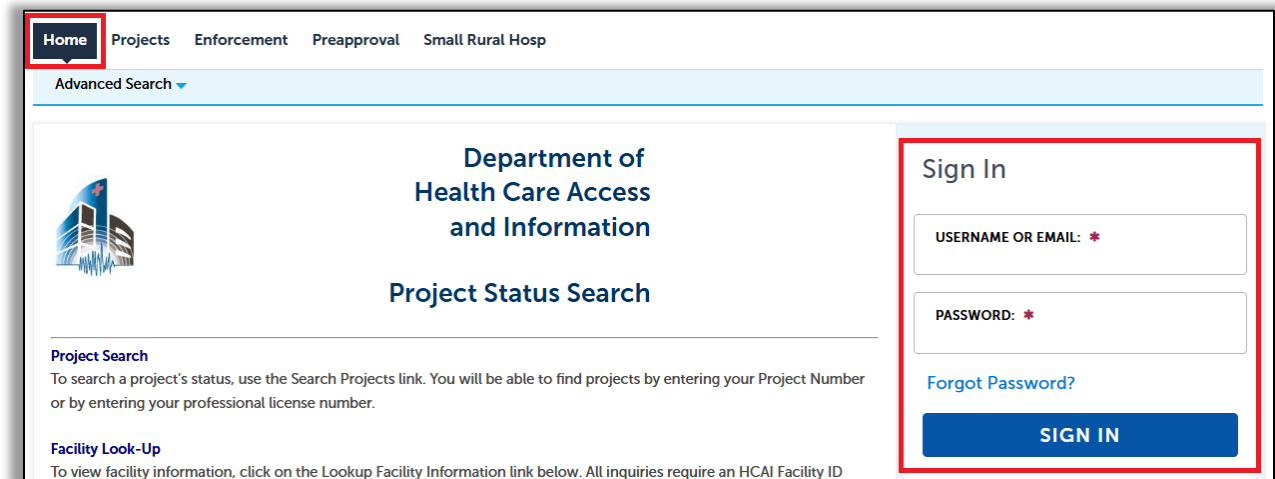 Home Projects Enforcement Preapproval Small Rural Hosp
Advanced Search
Department of
Health Care Access
and Information
Project Status Search
Project Search
To search a project's status, use the Search Projects link. You will be able to find projects by entering your Project Number
or by entering your professional license number.
Facility Look-Up
To view facility information, click on the Lookup Facility Information link below. All inquiries require an HCAI Facility ID
Sign In
USERNAME OR EMAIL: *
PASSWORD: *
Forgot Password?
SIGN IN